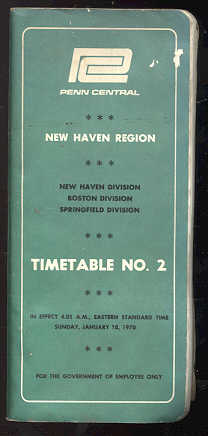 PENN CENTRAL
* * *
NEW HAVEN REGION
* * *
NEW HAVEN DIVISION
BOSTON DIVISION
SPRINGFIELD DIVISION
* * *
TIMETABLE NO. 2
* * *
IN EFFECT 4.01 A.M., EASTERN STANDARD TIME
SUNDAY, JANUARY 18, 1970
* * *
FOR THE GOVERNMENT OF EMPLOYEE ONLY